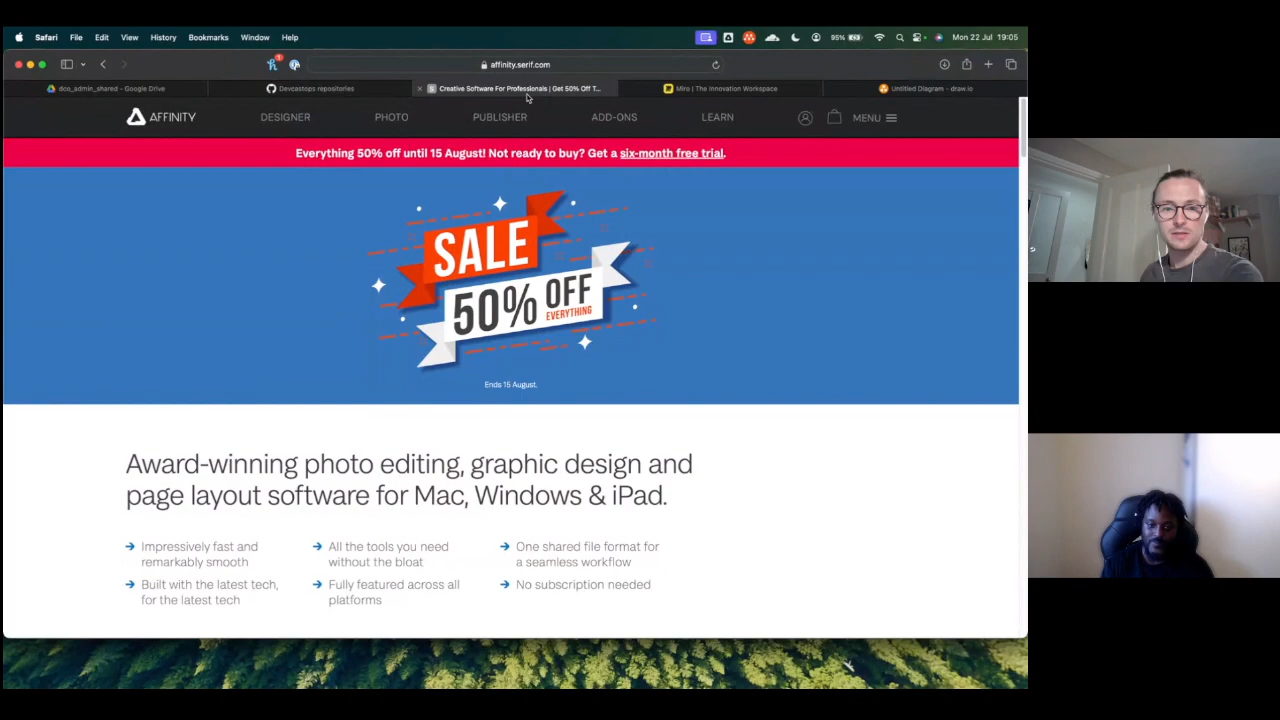 Safari File Edit View History Bookmarks Window Help
95% Mon 22 Jul 19:05
affinity.serif.com
dco_admin_shared - Google Drive
Devcastops repositories
Creative Software For Professionals | Get 50% Off T...
Miro | The Innovation Workspace
Untitled Diagram - draw.io
AFFINITY DESIGNER PHOTO PUBLISHER ADD-ONS LEARN MENU
Everything 50% off until 15 August! Not ready to buy? Get a six-month free trial.
SALE
50% OFF
EVERYTHING
Ends 15 August.
Award-winning photo editing, graphic design and
page layout software for Mac, Windows & iPad.
Impressively fast and
remarkably smooth
All the tools you need
without the bloat
One shared file format for
a seamless workflow
Built with the latest tech,
for the latest tech
Fully featured across all
platforms
No subscription needed